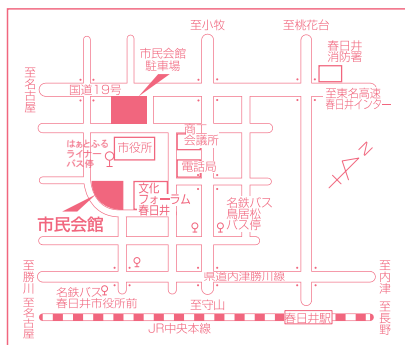 至小牧
至桃花台
市民会館
駐車場
春日井
消防署
至名古屋
国道19号
至東名高速
春日井インター
はぁとふる
ライナー
バス停
市役所
商工
会議所
電話局
N
文化
フォーラム
春日井
市民会館
名鉄バス
鳥居松
バス停
至勝川
県道内津勝川線
至内津
名鉄バス
春日井市役所前
至守山
至名古屋
JR中央本線
春日井駅
至長野